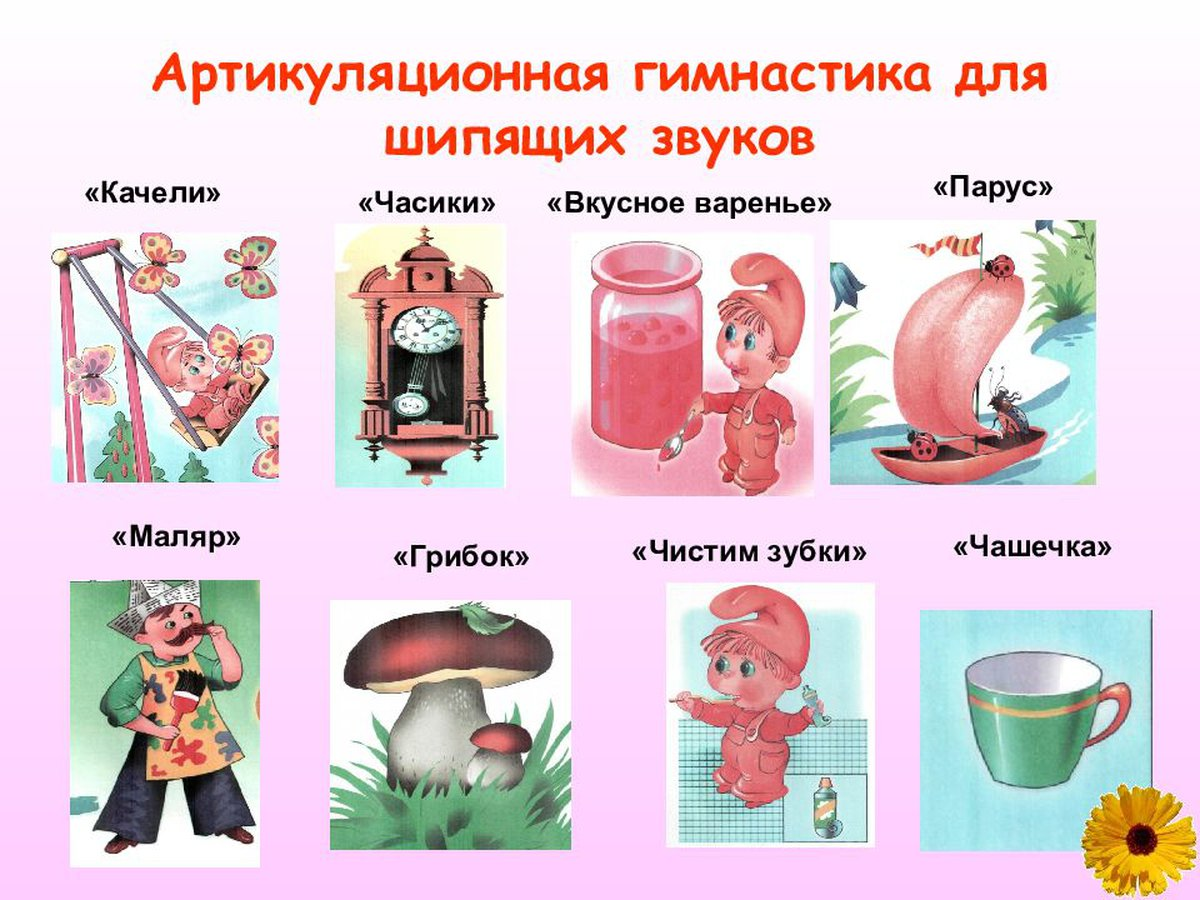 Артикуляционная гимнастика для
шипящих звуков
«Качели»
«Часики»
«Вкусное варенье»
«Парус»
«Маляр»
«Грибок»
«Чистим зубки»
«Чашечка»